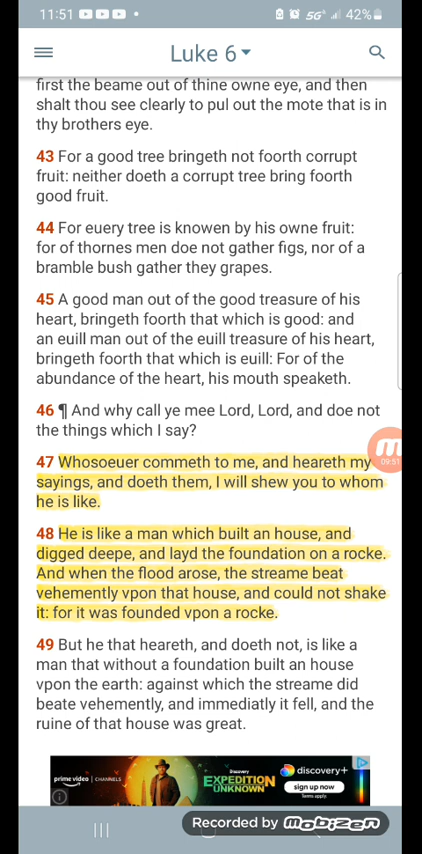 11:51
5G+
42%
Luke 6
first the beame out of thine owne eye, and then
shalt thou see clearly to pul out the mote that is in
thy brothers eye.
43 For a good tree bringeth not foorth corrupt
fruit: neither doeth a corrupt tree bring foorth
good fruit.
44 For euery tree is knowen by his owne fruit:
for of thornes men doe not gather figs, nor of a
bramble bush gather they grapes.
45 A good man out of the good treasure of his
heart, bringeth foorth that which is good: and
an euill man out of the euill treasure of his heart,
bringeth foorth that which is euill: For of the
abundance of the heart, his mouth speaketh.
46 ¶ And why call ye mee Lord, Lord, and doe not
the things which I say?
m
09:51
47 Whosoeuer commeth to me, and heareth my
sayings, and doeth them, I will shew you to whom
he is like.
48 He is like a man which built an house, and
digged deepe, and layd the foundation on a rocke.
And when the flood arose, the streame beat
vehemently vpon that house, and could not shake
it: for it was founded vpon a rocke.
49 But he that heareth, and doeth not, is like a
man that without a foundation built an house
vpon the earth: against which the streame did
beate vehemently, and immediatly it fell, and the
ruine of that house was great.
prime video | CHANNELS
Discovery
EXPEDITION
UNKNOWN
discovery+
sign up now
Terms apply.
Recorded by mobizen